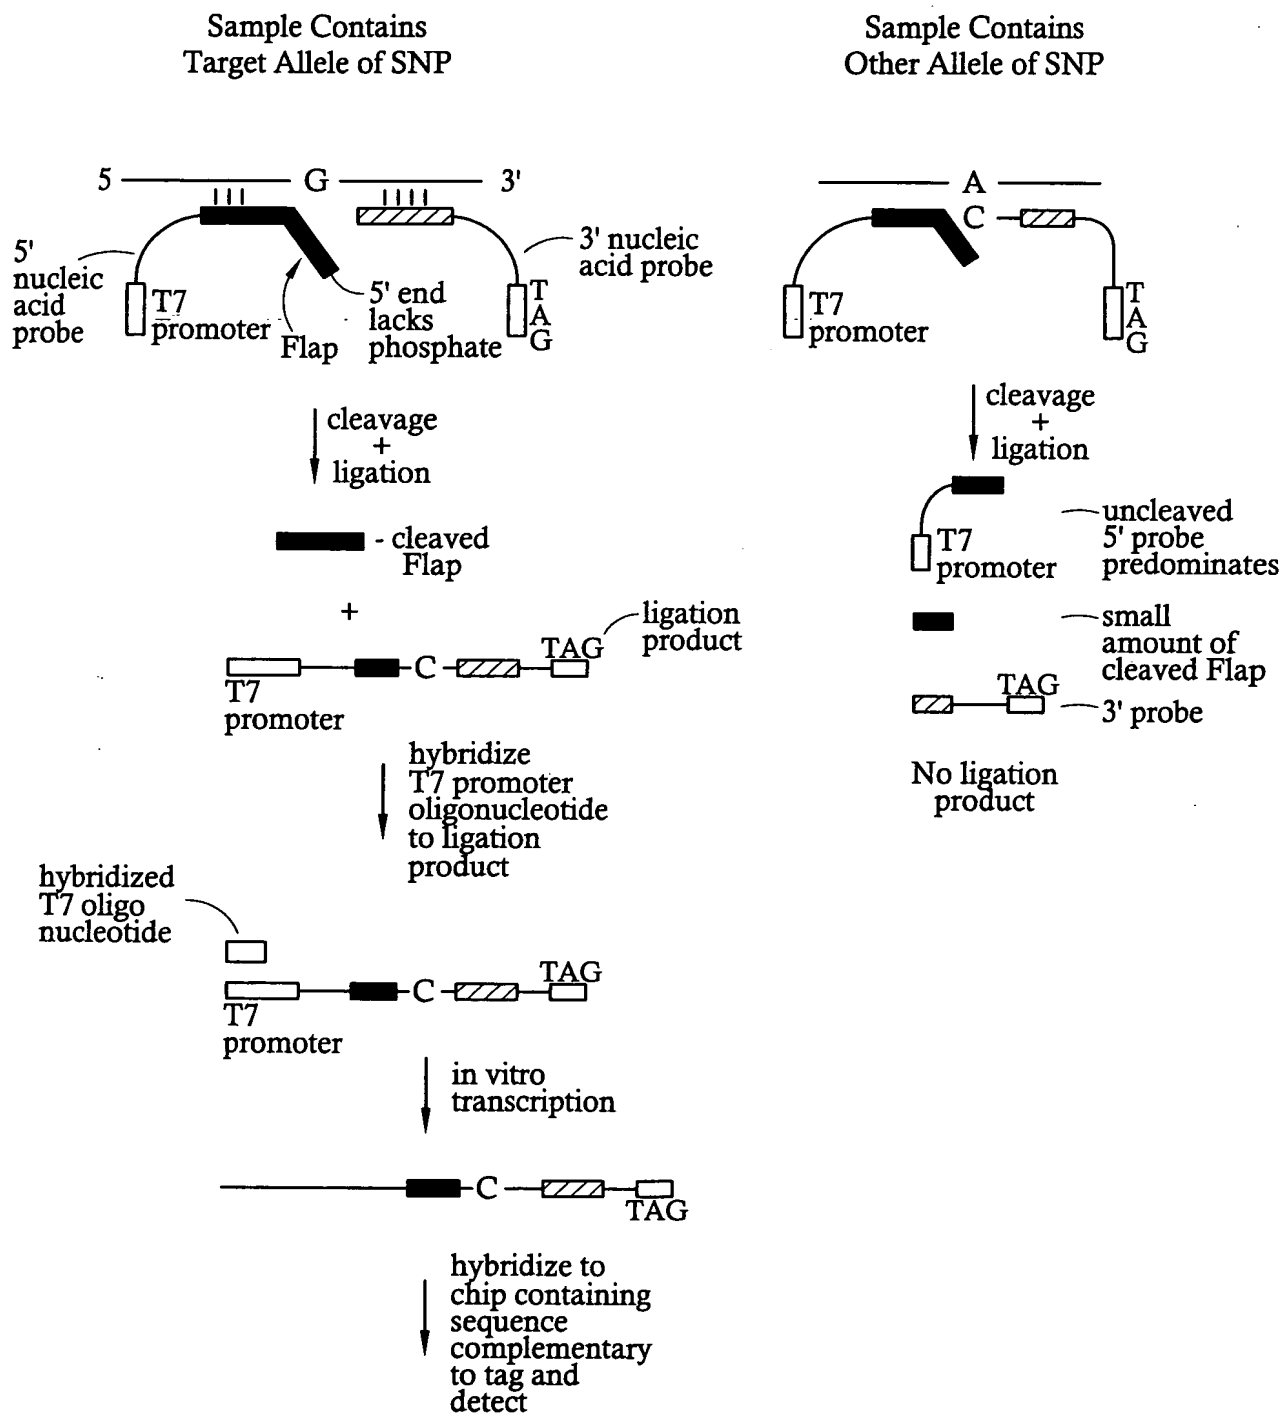 Sample Contains
Target Allele of SNP
5
G
3'
5'
nucleic
acid
probe
T7
promoter
Flap
5' end
lacks
phosphate
T
A
G
3' nucleic
acid probe
cleavage
+
ligation
- cleaved
Flap
+
ligation
product
TAG
C
T7
promoter
hybridize
T7 promoter
oligonucleotide
to ligation
product
hybridized
T7 oligo
nucleotide
TAG
C
T7
promoter
in vitro
transcription
C
TAG
hybridize to
chip containing
sequence
complementary
to tag and
detect
Sample Contains
Other Allele of SNP
A
C
T7
promoter
T
A
G
cleavage
+
ligation
T7
promoter
uncleaved
5' probe
predominates
small
amount of
cleaved Flap
TAG
3' probe
No ligation
product